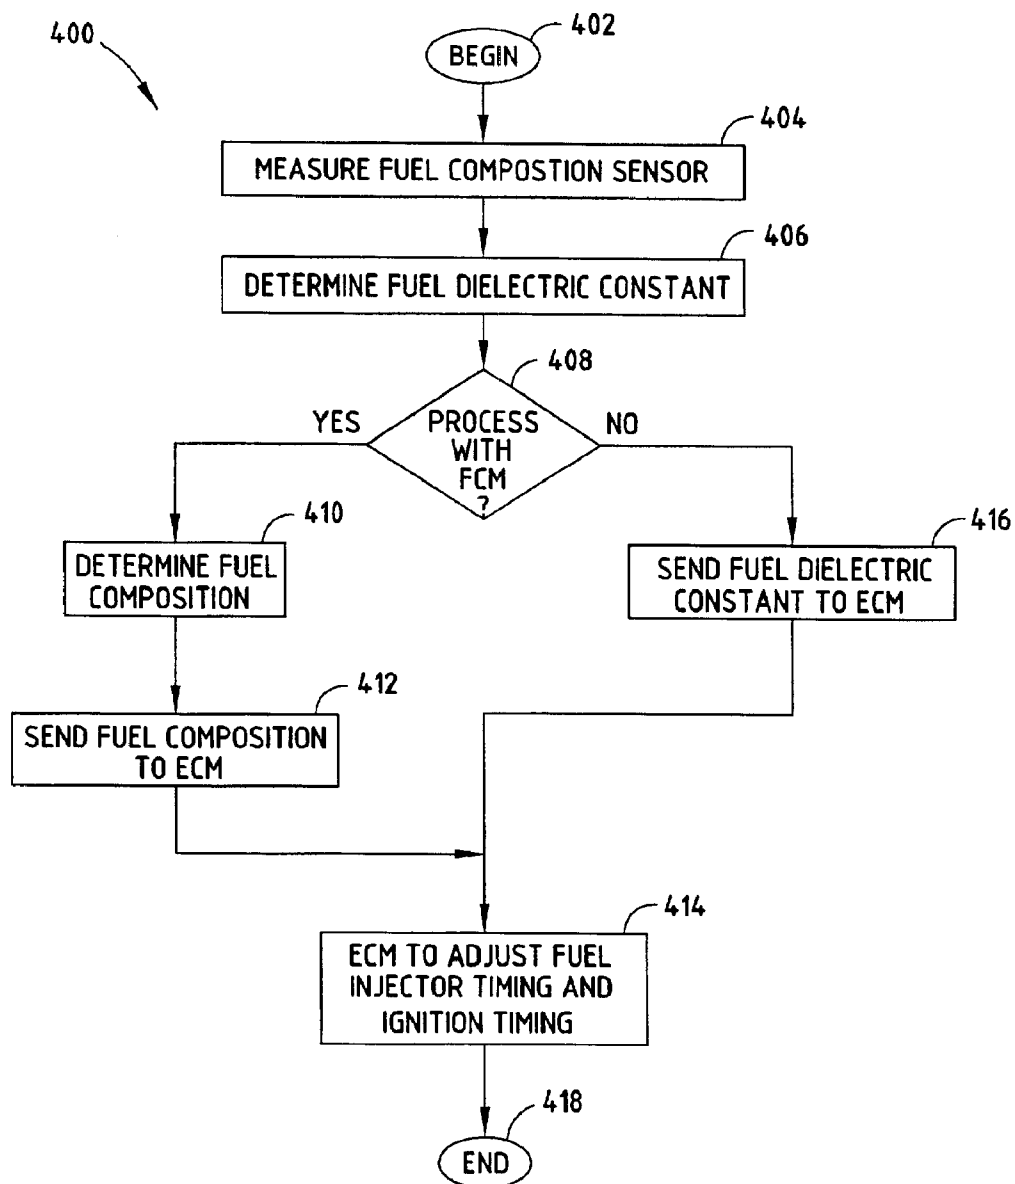 400
402
BEGIN
404
MEASURE FUEL COMPOSTION SENSOR
406
DETERMINE FUEL DIELECTRIC CONSTANT
408
YES
PROCESS
WITH
FCM
?
NO
410
DETERMINE FUEL
COMPOSITION
416
SEND FUEL DIELECTRIC
CONSTANT TO ECM
412
SEND FUEL COMPOSITION
TO ECM
414
ECM TO ADJUST FUEL
INJECTOR TIMING AND
IGNITION TIMING
418
END